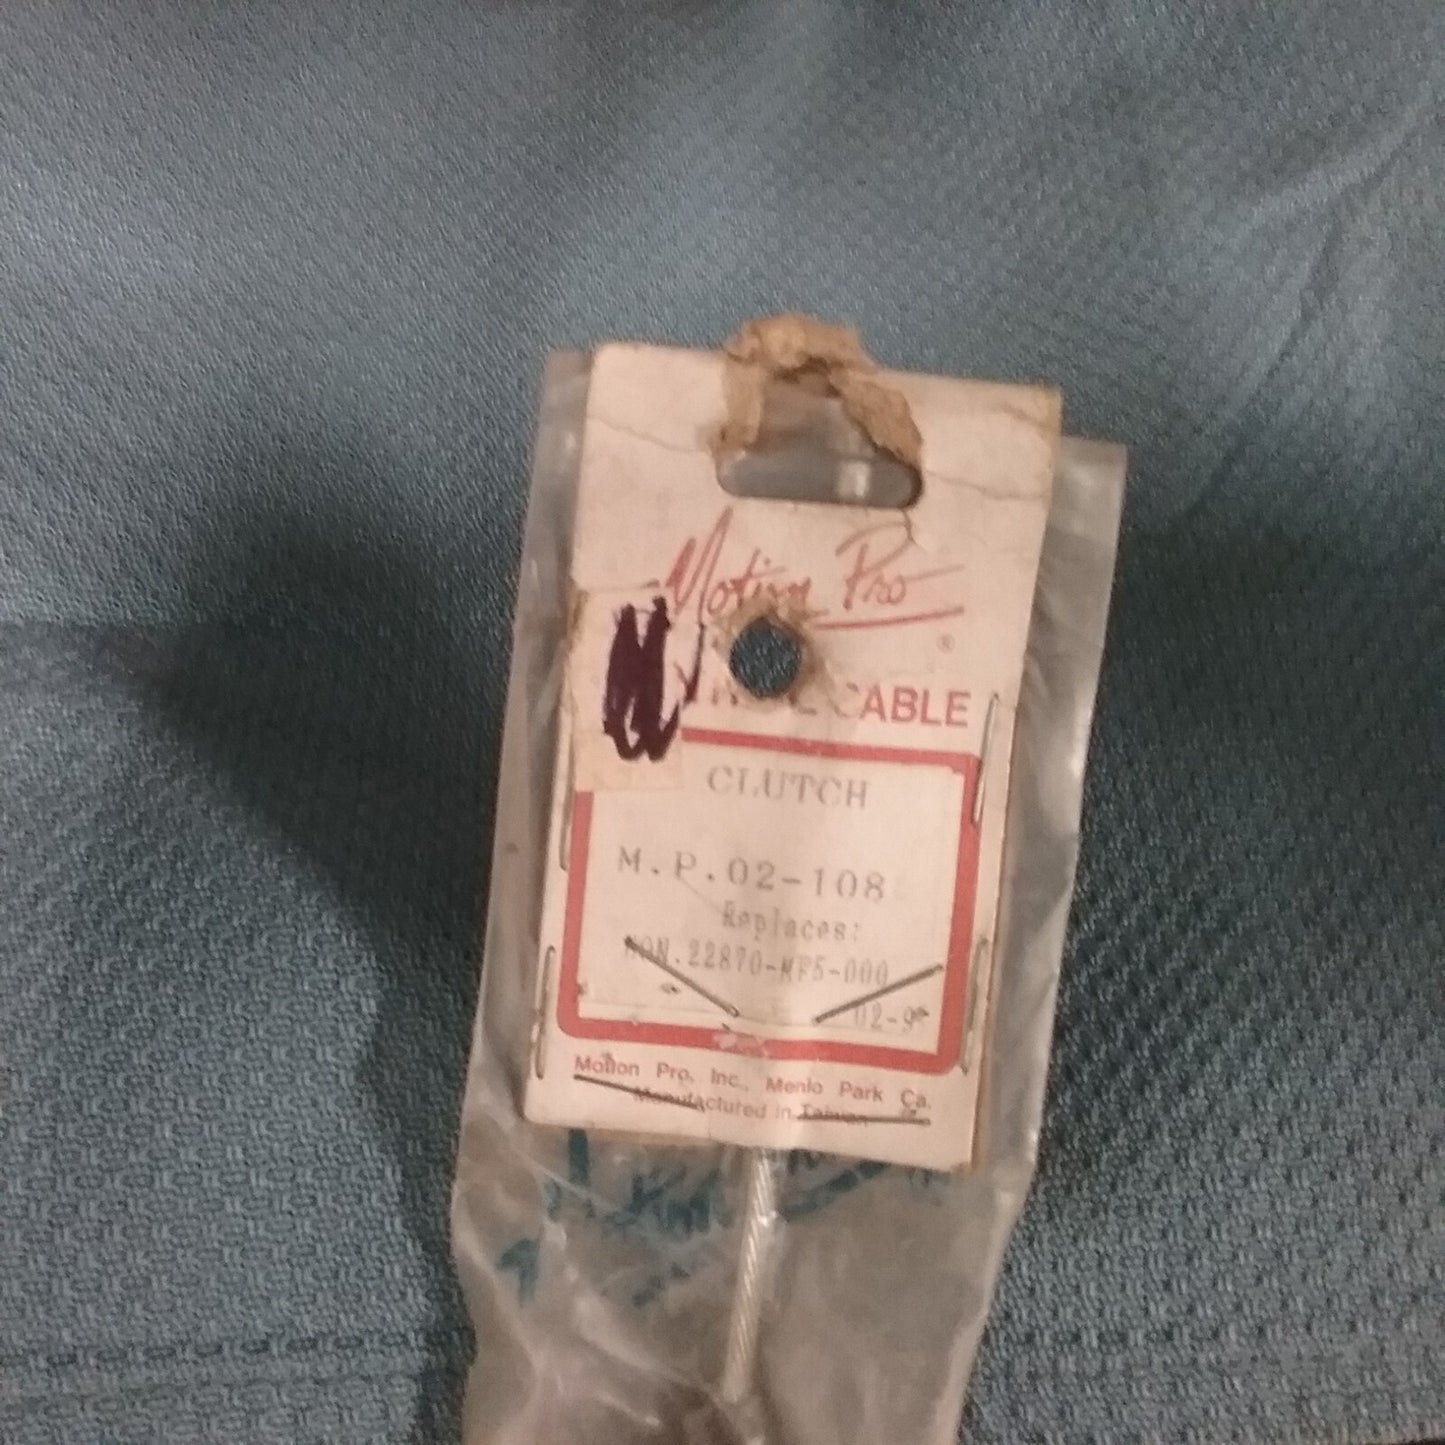 Motion Pro
®
CABLE
CLUTCH
M.P.02-108
Replaces:
HON.22870-MF5-000
02-9
Motion Pro, Inc., Menlo Park Ca.
Manufactured in Taiwan